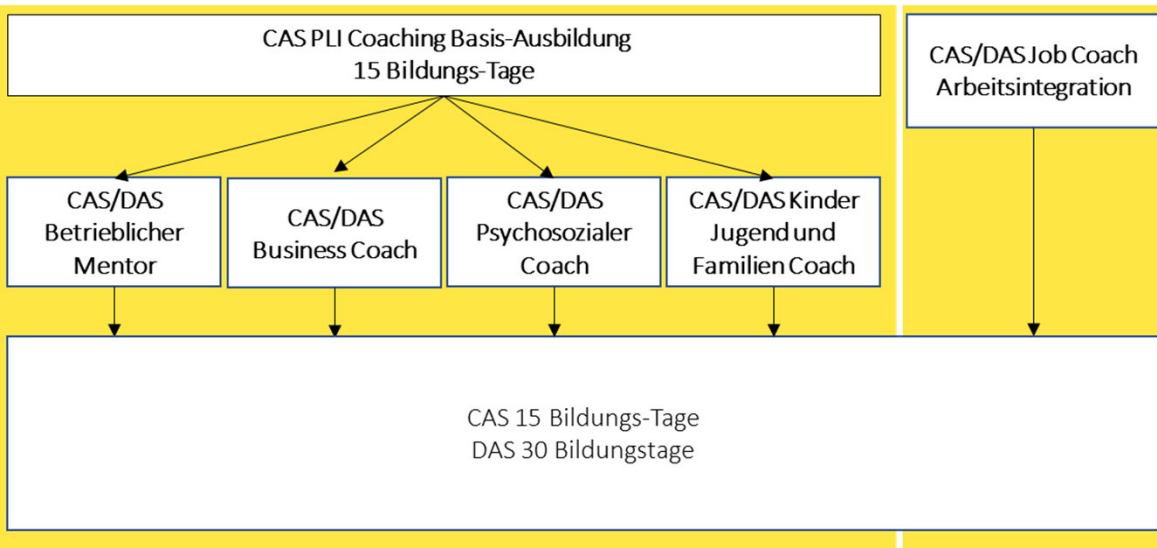 CAS PLI Coaching Basis-Ausbildung
15 Bildungs-Tage
CAS/DAS Job Coach
Arbeitsintegration
CAS/DAS
Betrieblicher
Mentor
CAS/DAS
Business Coach
CAS/DAS
Psychosozialer
Coach
CAS/DAS Kinder
Jugend und
Familien Coach
CAS 15 Bildungs-Tage
DAS 30 Bildungstage